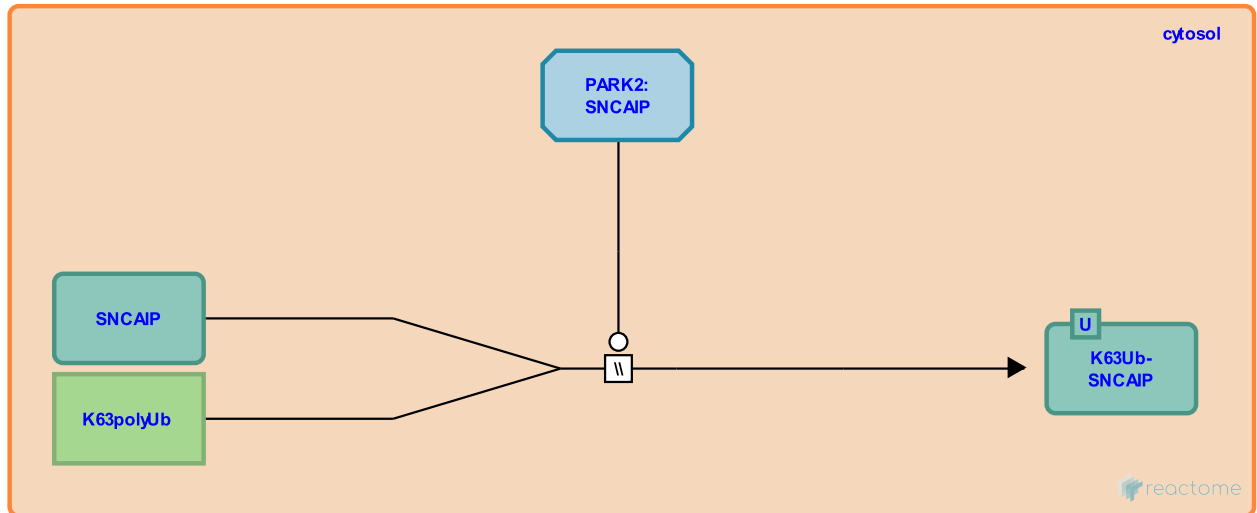 cytosol
PARK2:
SNCAIP
SNCAIP
K63polyUb
\\
U
K63Ub-
SNCAIP
reactome